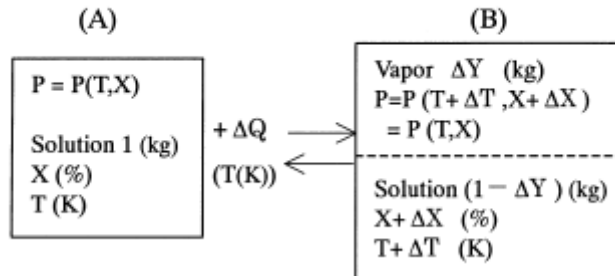 (A)
P = P(T,X)
Solution 1 (kg)
X (%)
T (K)
+ ΔQ
(T(K))
(B)
Vapor ΔY (kg)
P=P (T+ ΔT ,X+ ΔX )
= P (T,X)
Solution (1− ΔY ) (kg)
X+ ΔX (%)
T+ ΔT (K)